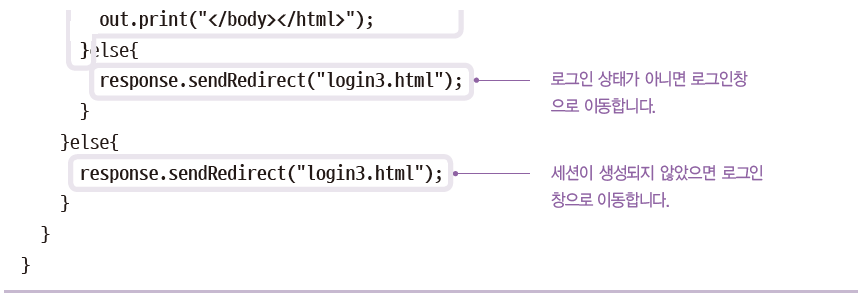 out.print("</body></html>");
}else{
response.sendRedirect("login3.html");
로그인 상태가 아니면 로그인창
으로 이동합니다.
}
}else{
response.sendRedirect("login3.html");
세션이 생성되지 않았으면 로그인
창으로 이동합니다.
}
}
}